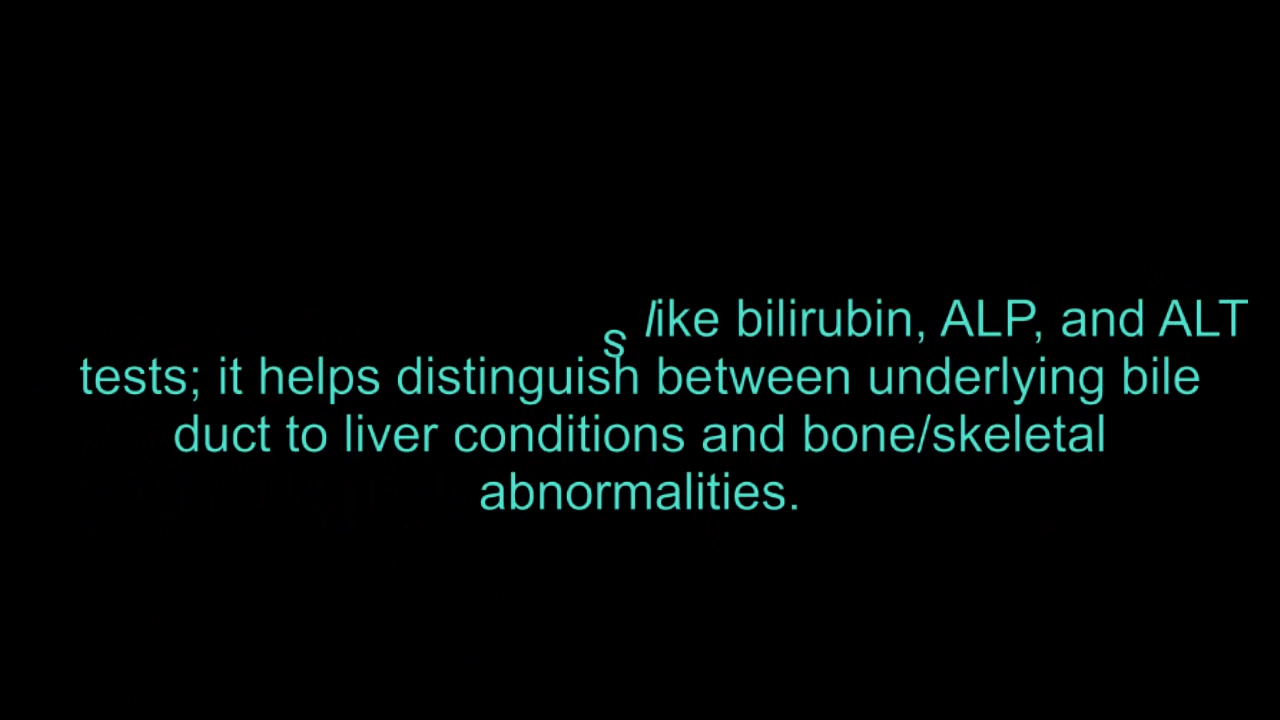 s like bilirubin, ALP, and ALT
tests; it helps distinguish between underlying bile
duct to liver conditions and bone/skeletal
abnormalities.